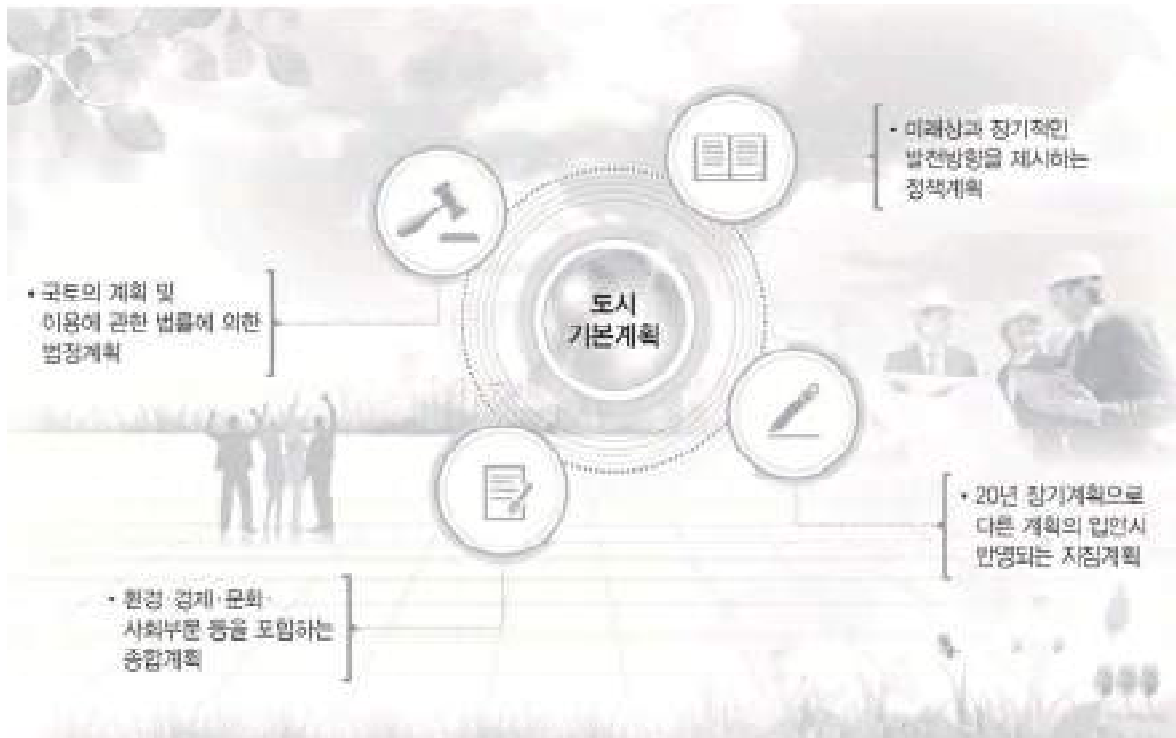 • 미래상과 장기적인
발전방향을 제시하는
정책계획
• 국토의 계획 및
이용에 관한 법률에 의한
법정계획
도시
기본계획
• 20년 장기계획으로
다른 계획의 입안시
반영되는 지침계획
• 환경·경제·문화·
사회부문 등을 포함하는
종합계획